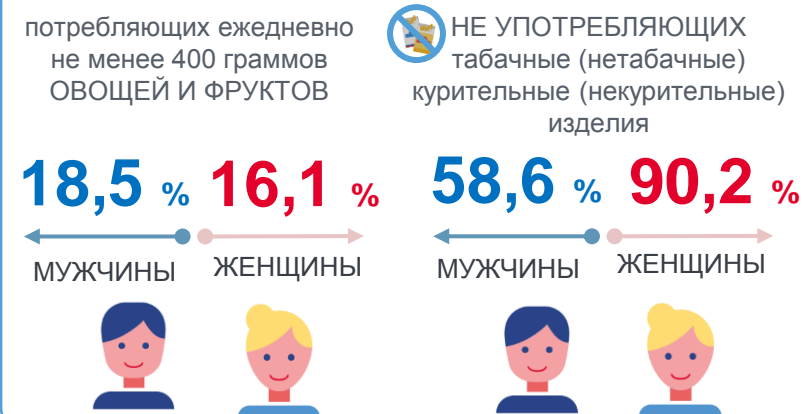 потребляющих ежедневно
не менее 400 граммов
ОВОЩЕЙ И ФРУКТОВ
18,5 % 16,1 %
МУЖЧИНЫ ЖЕНЩИНЫ
НЕ УПОТРЕБЛЯЮЩИХ
табачные (нетабачные)
курительные (некурительные)
изделия
58,6 % 90,2 %
МУЖЧИНЫ ЖЕНЩИНЫ